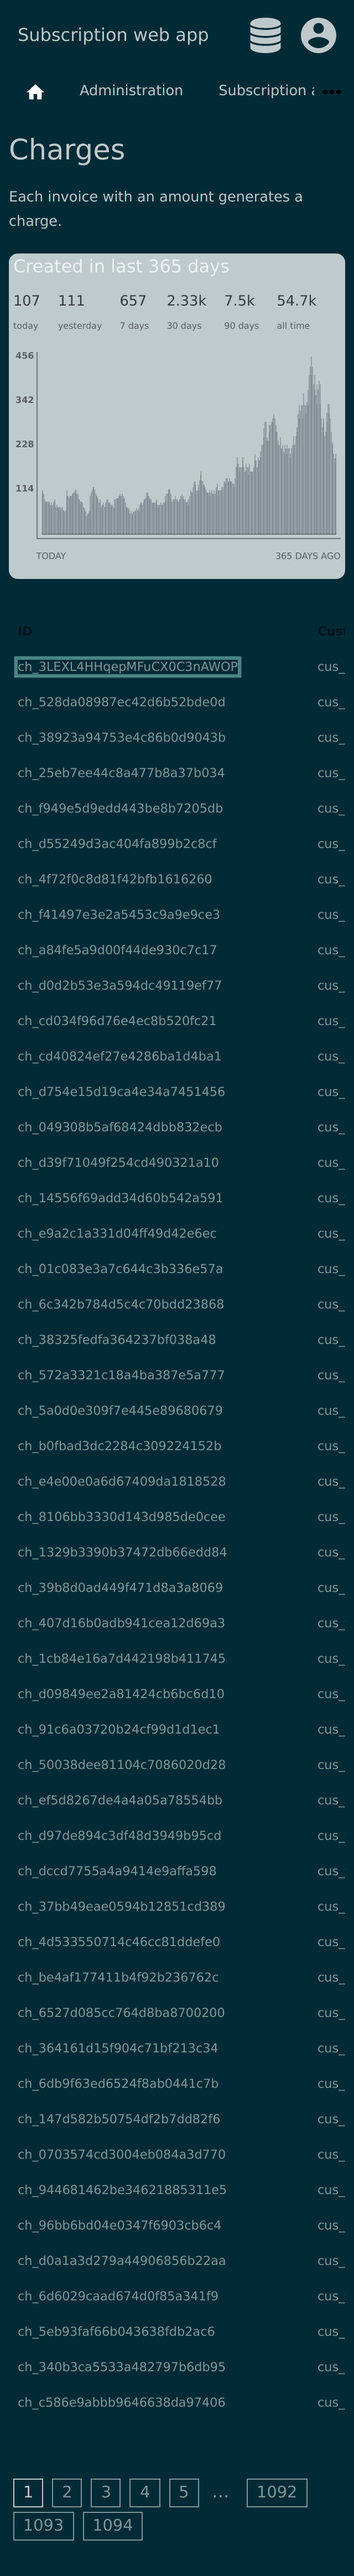 Subscription web app
Administration Subscription a
Charges
Each invoice with an amount generates a
charge.
Created in last 365 days
107 111 657 2.33k 7.5k 54.7k
today yesterday 7 days 30 days 90 days all time
456
342
228
114
TODAY 365 DAYS AGO
ID Cust
ch_3LEXL4HHqepMFuCX0C3nAWOP cus_
ch_528da08987ec42d6b52bde0d cus_
ch_38923a94753e4c86b0d9043b cus_
ch_25eb7ee44c8a477b8a37b034 cus_
ch_f949e5d9edd443be8b7205db cus_
ch_d55249d3ac404fa899b2c8cf cus_
ch_4f72f0c8d81f42bfb1616260 cus_
ch_f41497e3e2a5453c9a9e9ce3 cus_
ch_a84fe5a9d00f44de930c7c17 cus_
ch_d0d2b53e3a594dc49119ef77 cus_
ch_cd034f96d76e4ec8b520fc21 cus_
ch_cd40824ef27e4286ba1d4ba1 cus_
ch_d754e15d19ca4e34a7451456 cus_
ch_049308b5af68424dbb832ecb cus_
ch_d39f71049f254cd490321a10 cus_
ch_14556f69add34d60b542a591 cus_
ch_e9a2c1a331d04ff49d42e6ec cus_
ch_01c083e3a7c644c3b336e57a cus_
ch_6c342b784d5c4c70bdd23868 cus_
ch_38325fedfa364237bf038a48 cus_
ch_572a3321c18a4ba387e5a777 cus_
ch_5a0d0e309f7e445e89680679 cus_
ch_b0fbad3dc2284c309224152b cus_
ch_e4e00e0a6d67409da1818528 cus_
ch_8106bb3330d143d985de0cee cus_
ch_1329b3390b37472db66edd84 cus_
ch_39b8d0ad449f471d8a3a8069 cus_
ch_407d16b0adb941cea12d69a3 cus_
ch_1cb84e16a7d442198b411745 cus_
ch_d09849ee2a81424cb6bc6d10 cus_
ch_91c6a03720b24cf99d1d1ec1 cus_
ch_50038dee81104c7086020d28 cus_
ch_ef5d8267de4a4a05a78554bb cus_
ch_d97de894c3df48d3949b95cd cus_
ch_dccd7755a4a9414e9affa598 cus_
ch_37bb49eae0594b12851cd389 cus_
ch_4d533550714c46cc81ddefe0 cus_
ch_be4af177411b4f92b236762c cus_
ch_6527d085cc764d8ba8700200 cus_
ch_364161d15f904c71bf213c34 cus_
ch_6db9f63ed6524f8ab0441c7b cus_
ch_147d582b50754df2b7dd82f6 cus_
ch_0703574cd3004eb084a3d770 cus_
ch_944681462be34621885311e5 cus_
ch_96bb6bd04e0347f6903cb6c4 cus_
ch_d0a1a3d279a44906856b22aa cus_
ch_6d6029caad674d0f85a341f9 cus_
ch_5eb93faf66b043638fdb2ac6 cus_
ch_340b3ca5533a482797b6db95 cus_
ch_c586e9abbb9646638da97406 cus_
1 2 3 4 5 ... 1092
1093 1094